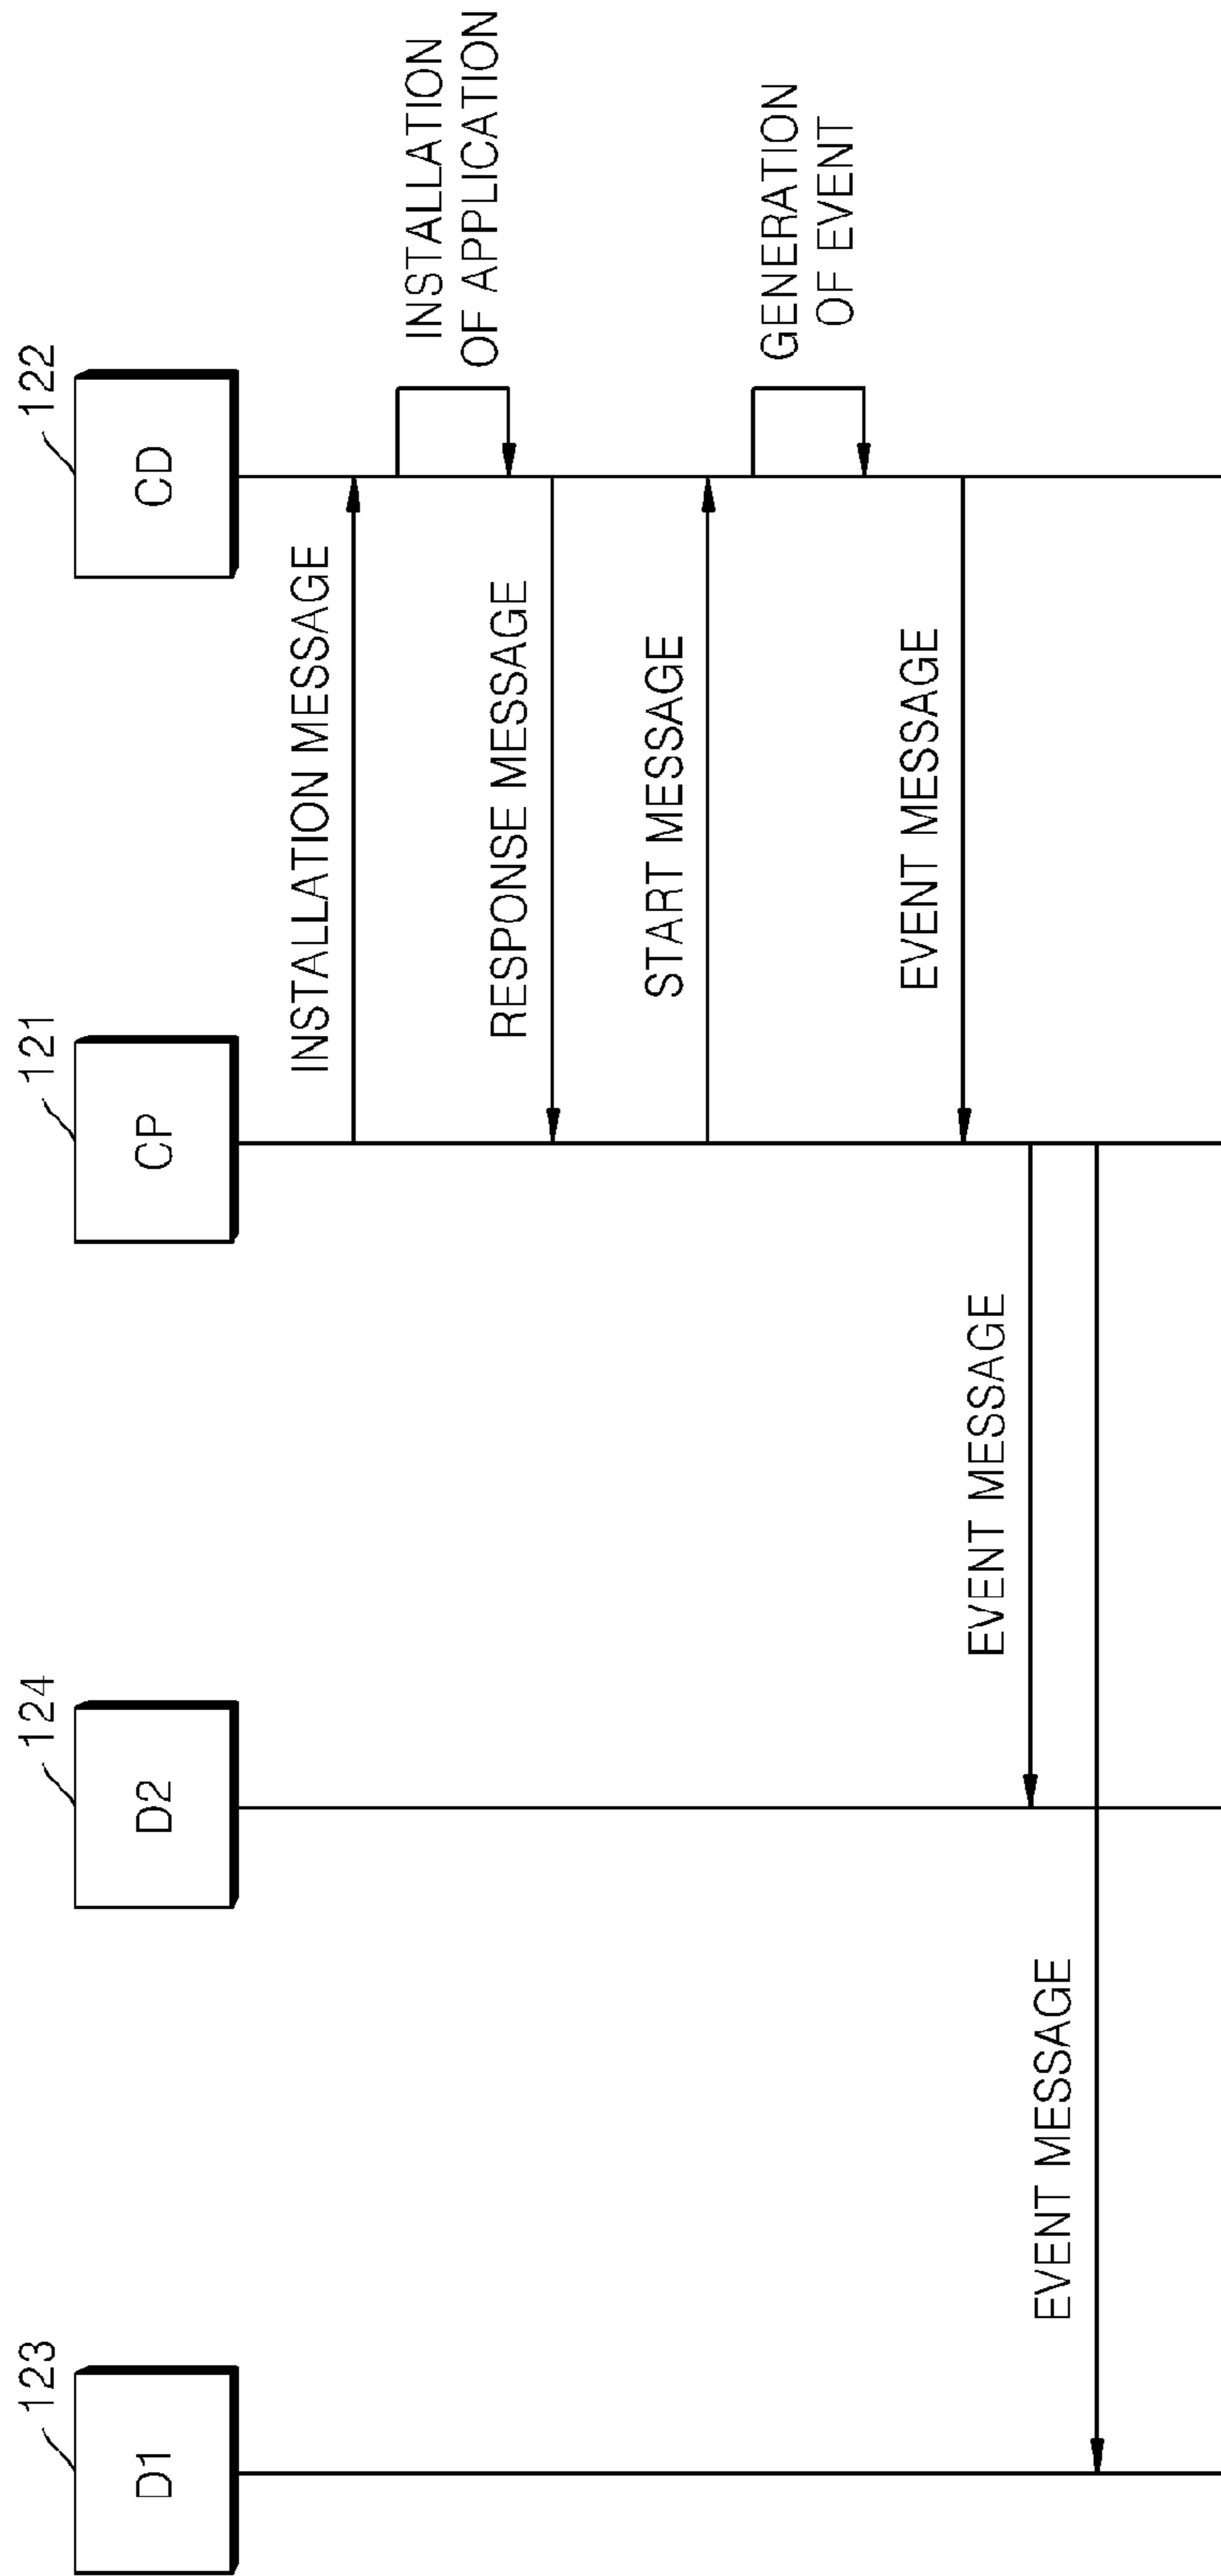 123
124
121
122
D1
D2
CP
CD
INSTALLATION MESSAGE
INSTALLATION
OF APPLICATION
RESPONSE MESSAGE
START MESSAGE
GENERATION
OF EVENT
EVENT MESSAGE
EVENT MESSAGE
EVENT MESSAGE